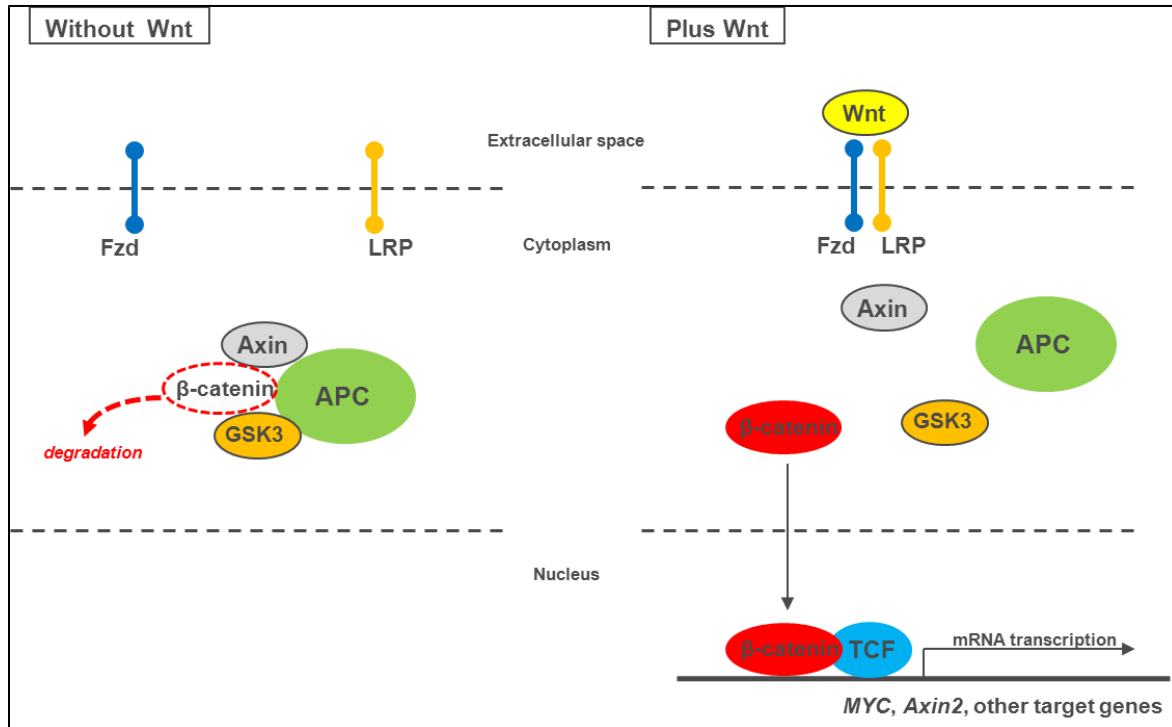 Without Wnt
Plus Wnt
Wnt
Extracellular space
Fzd
LRP
Cytoplasm
Fzd
LRP
Axin
β-catenin
APC
GSK3
degradation
Axin
APC
β-catenin
GSK3
Nucleus
β-catenin
TCF
mRNA transcription
MYC, Axin2, other target genes